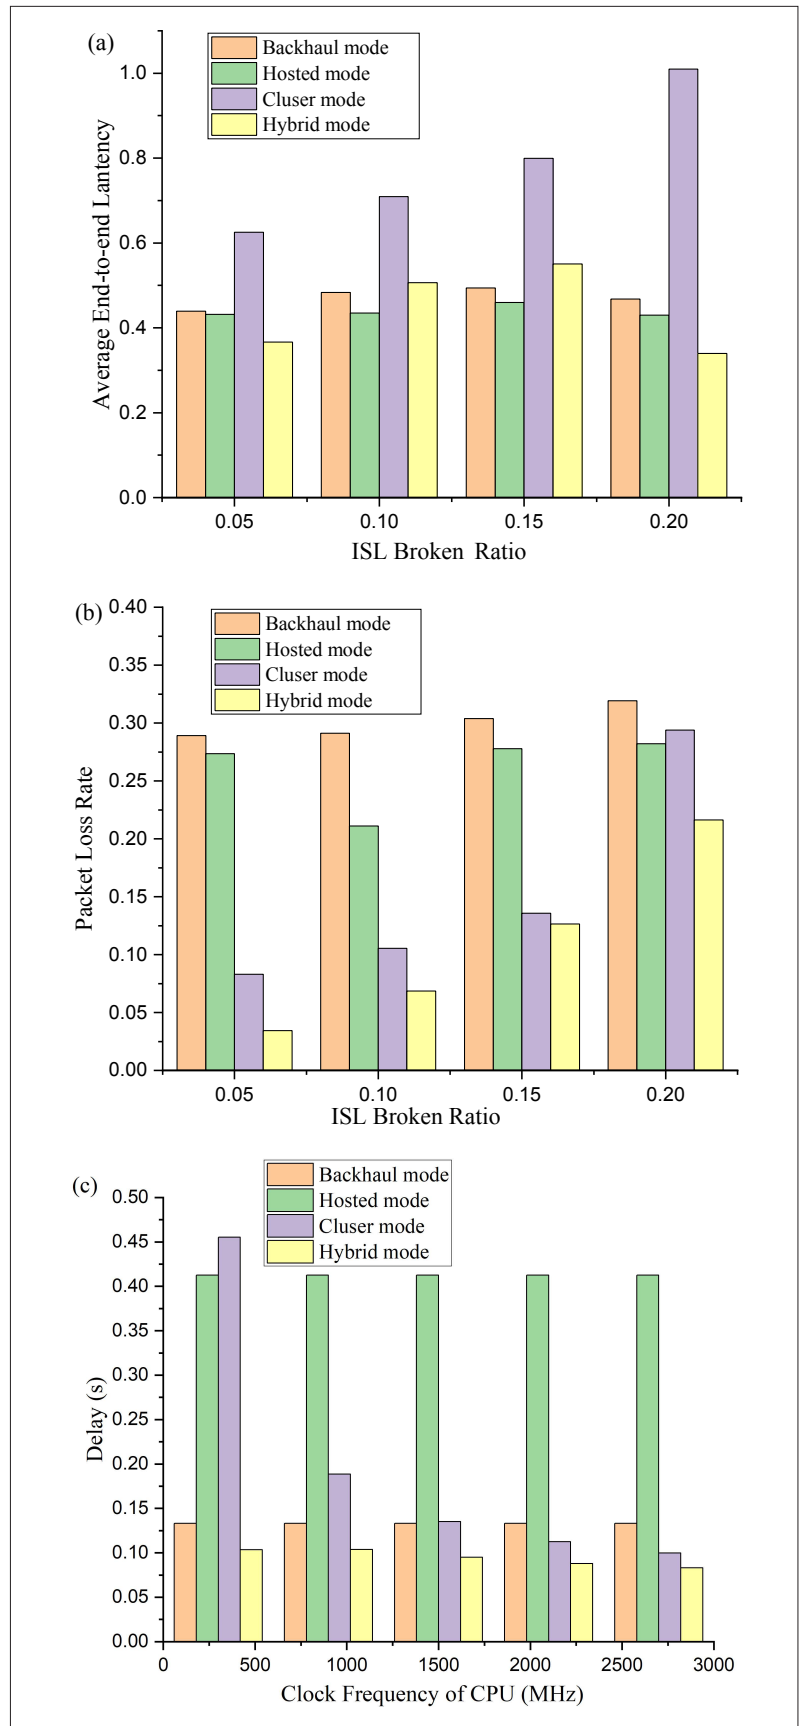 (a)
Backhaul mode
Hosted mode
Cluser mode
Hybrid mode
Average End-to-end Lantency
1.0
0.8
0.6
0.4
0.2
0.0
0.05 0.10 0.15 0.20
ISL Broken Ratio
(b)
Backhaul mode
Hosted mode
Cluser mode
Hybrid mode
Packet Loss Rate
0.40
0.35
0.30
0.25
0.20
0.15
0.10
0.05
0.00
0.05 0.10 0.15 0.20
ISL Broken Ratio
(c)
Backhaul mode
Hosted mode
Cluser mode
Hybrid mode
Delay (s)
0.50
0.45
0.40
0.35
0.30
0.25
0.20
0.15
0.10
0.05
0.00
0 500 1000 1500 2000 2500 3000
Clock Frequency of CPU (MHz)